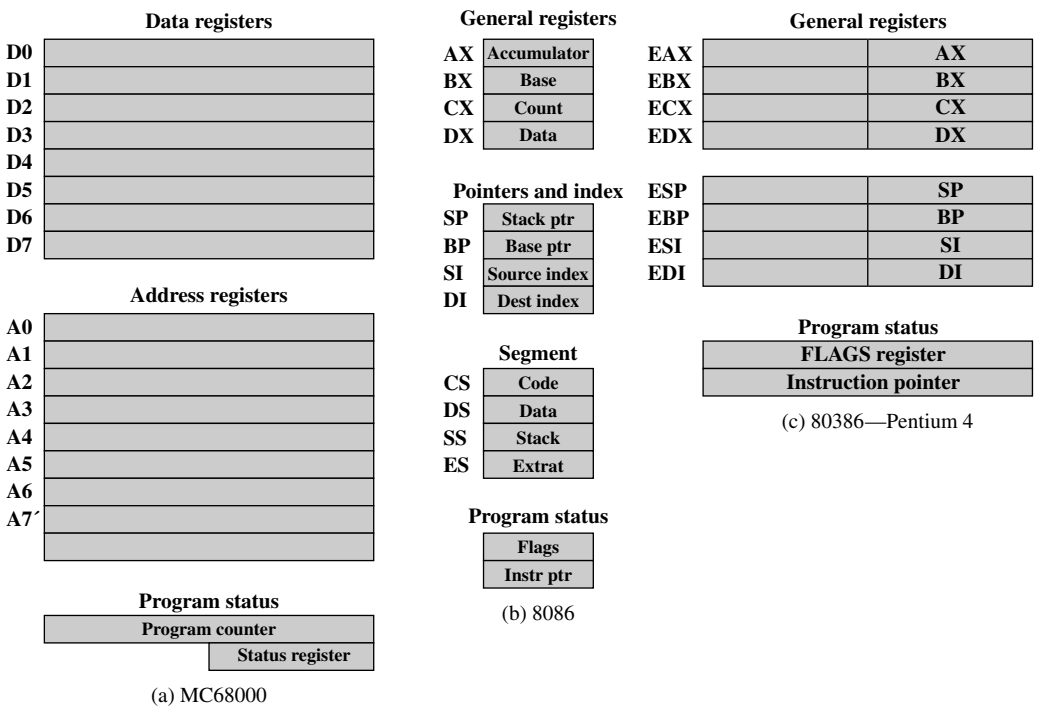 Data registers
D0
D1
D2
D3
D4
D5
D6
D7
Address registers
A0
A1
A2
A3
A4
A5
A6
A7´
Program status
Program counter
Status register
(a) MC68000
General registers
AX Accumulator
BX Base
CX Count
DX Data
Pointers and index
SP Stack ptr
BP Base ptr
SI Source index
DI Dest index
Segment
CS Code
DS Data
SS Stack
ES Extrat
Program status
Flags
Instr ptr
(b) 8086
General registers
EAX AX
EBX BX
ECX CX
EDX DX
ESP SP
EBP BP
ESI SI
EDI DI
Program status
FLAGS register
Instruction pointer
(c) 80386—Pentium 4